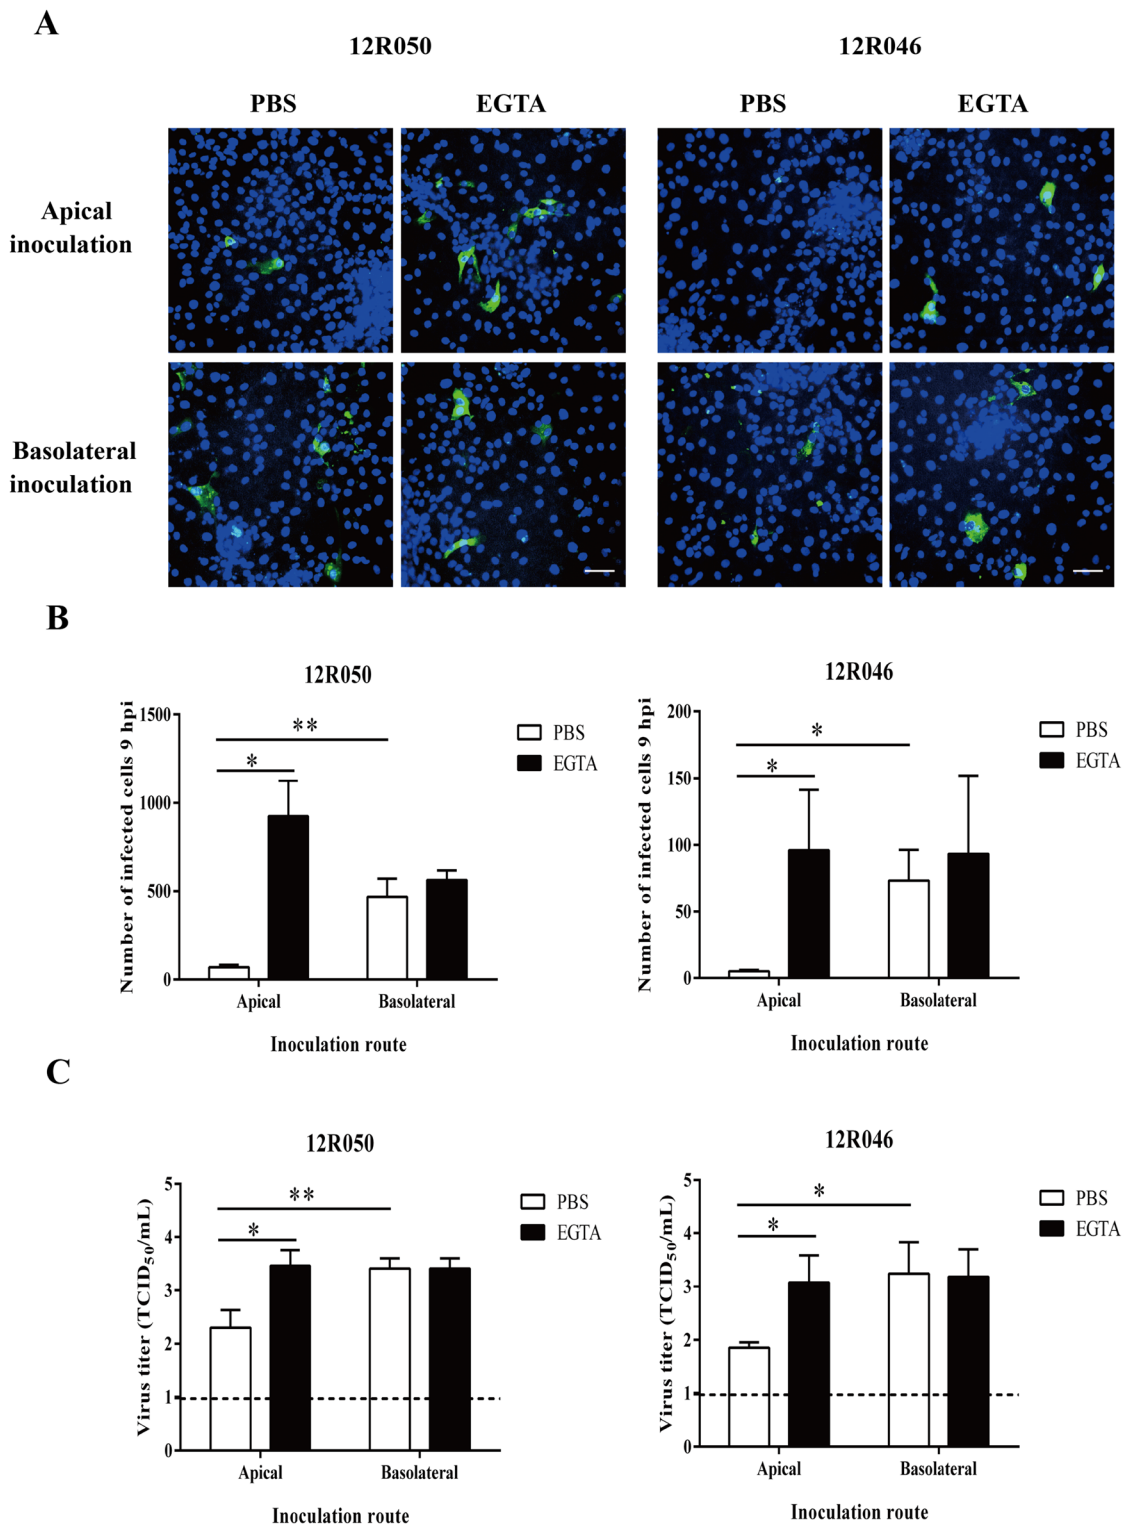 A
12R050
12R046
PBS
EGTA
PBS
EGTA
Apical
inoculation
Basolateral
inoculation
B
12R050
Number of infected cells 9 hpi
1500
1000
500
0
**
*
PBS
EGTA
Apical
Basolateral
Inoculation route
12R046
Number of infected cells 9 hpi
200
150
100
50
0
*
*
PBS
EGTA
Apical
Basolateral
Inoculation route
C
12R050
Virus titer (TCID50/mL)
5
4
3
2
1
0
**
*
PBS
EGTA
Apical
Basolateral
Inoculation route
12R046
Virus titer (TCID50/mL)
5
4
3
2
1
0
*
*
PBS
EGTA
Apical
Basolateral
Inoculation route